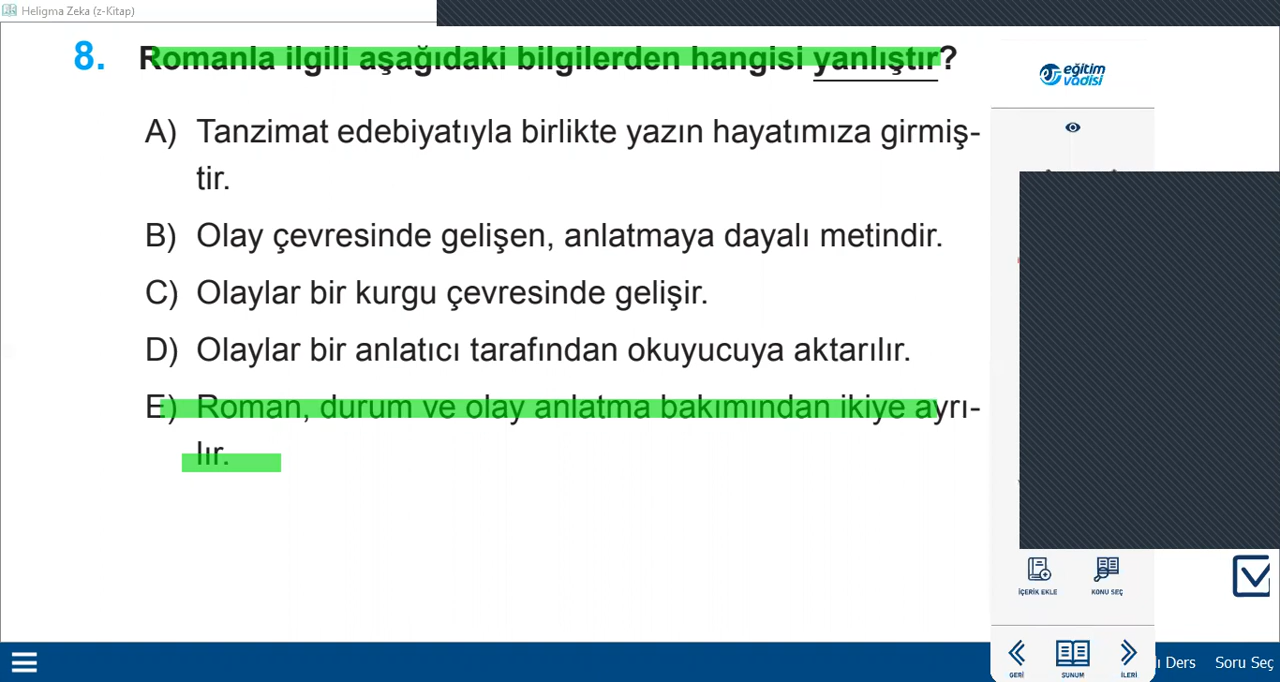 Heligma Zeka (z-Kitap)
8. Romanla ilgili aşağıdaki bilgilerden hangisi yanlıştır?
eğitim
vadisi
A) Tanzimat edebiyatıyla birlikte yazın hayatımıza girmiş-
tir.
B) Olay çevresinde gelişen, anlatmaya dayalı metindir.
C) Olaylar bir kurgu çevresinde gelişir.
D) Olaylar bir anlatıcı tarafından okuyucuya aktarılır.
E) Roman, durum ve olay anlatma bakımından ikiye ayrı-
lır.
İÇERİK EKLE KONU SEÇ
GERİ SUNUM İLERİ
Ders Soru Seç